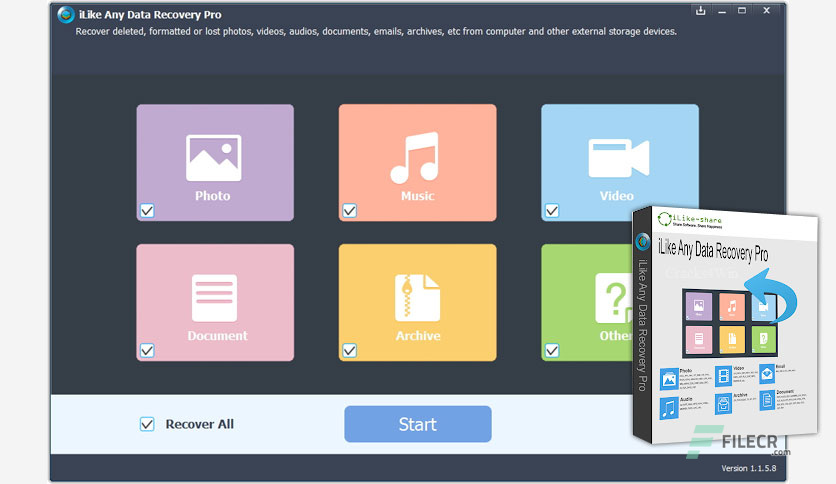 iLike Any Data Recovery Pro
Recover deleted, formatted or lost photos, videos, audios, documents, emails, archives, etc from computer and other external storage devices.
Photo
Music
Video
Document
Archive
Other
Recover All
Start
Version 1.1.5.8
iLike-share
Share Software, Share Happiness
iLike Any Data Recovery Pro
Cracks4Win
iLike Any Data Recovery Pro
Photo
Video
Email
Audio
Archive
Document
FILECR
.com